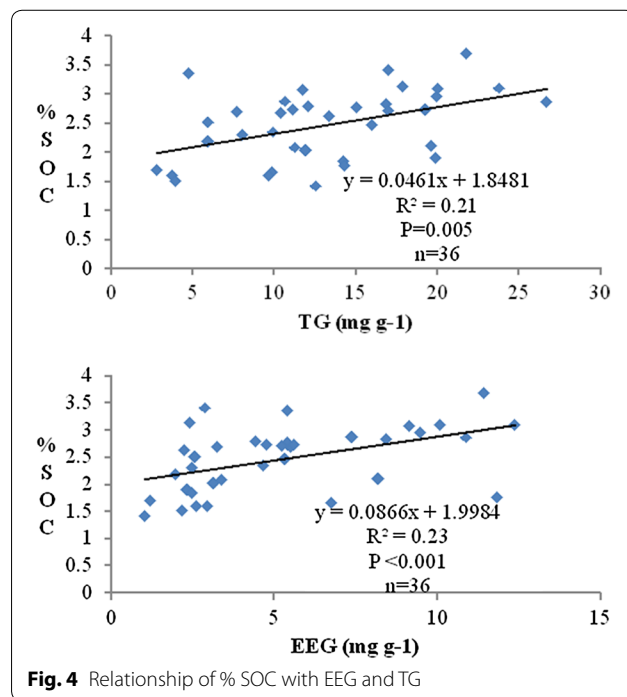 4
3.5
3
2.5
2
1.5
1
0.5
0
%
S
O
C
y = 0.0461x + 1.8481
R² = 0.21
P=0.005
n=36
0 5 10 15 20 25 30
TG (mg g-1)
4
3.5
3
2.5
2
1.5
1
0.5
0
%
S
O
C
y = 0.0866x + 1.9984
R² = 0.23
P <0.001
n=36
0 5 10 15
EEG (mg g-1)
Fig. 4 Relationship of % SOC with EEG and TG